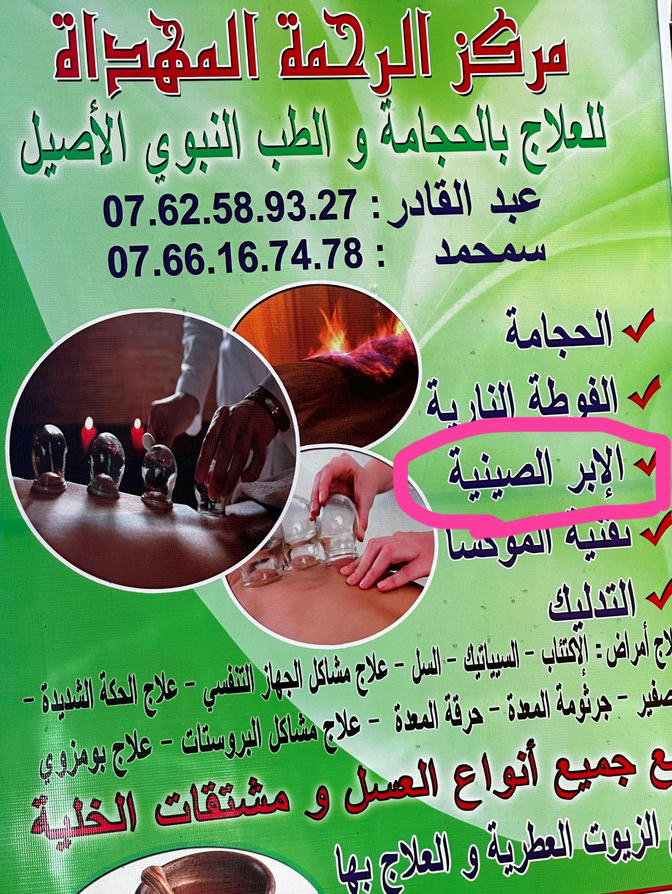 مركز الرحمة المهداة
للعلاج بالحجامة و الطب النبوي الأصيل
عبد القادر : 07.62.58.93.27
سمحمد : 07.66.16.74.78
الحجامة
الفوطة النارية
الإبر الصينية
تقنية الموكسا
التدليك
أمراض : الإكتئاب - السيياتيك - السل - علاج مشاكل الجهاز التنفسي - علاج الحكة الشديدة -
- جرثومة المعدة - حرقة المعدة - علاج مشاكل البروستات - علاج بومزوي
جميع أنواع العسل و مشتقات الخلية
الزيوت العطرية و العلاج بها